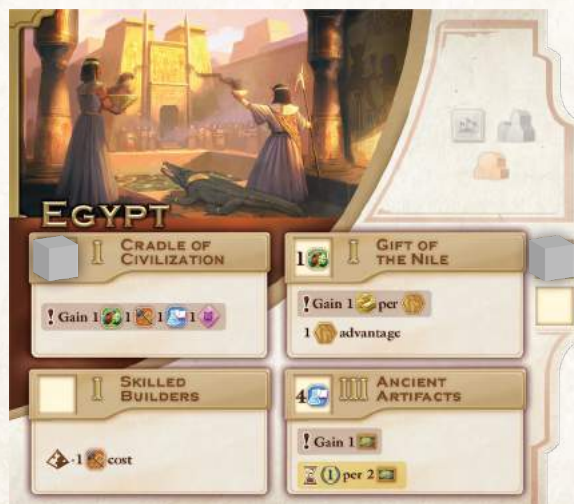 EGYPT
I CRADLE OF
CIVILIZATION
! Gain 1 1 1 1
1 I GIFT OF
THE NILE
! Gain 1 per
1 advantage
I SKILLED
BUILDERS
-1 cost
4 III ANCIENT
ARTIFACTS
! Gain 1
1 per 2